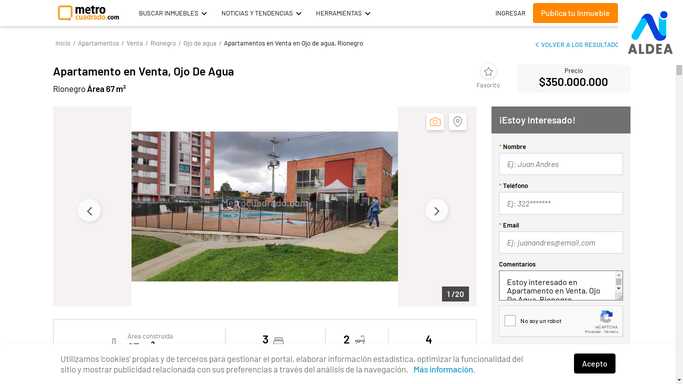 metro
cuadrado.com
BUSCAR INMUEBLES
NOTICIAS Y TENDENCIAS
HERRAMIENTAS
INGRESAR
Publica tu inmueble
ALDEA
Inicio / Apartamentos / Venta / Rionegro / Ojo de agua / Apartamentos en Venta en Ojo de agua, Rionegro
VOLVER A LOS RESULTADO
Apartamento en Venta, Ojo De Agua
Rionegro Área 67 m²
Favorito
Precio
$350.000.000
Metrocuadrado.com
1 / 20
¡Estoy Interesado!
* Nombre
Ej: Juan Andres
* Teléfono
Ej: 322*******
* Email
Ej: juanandres@email.com
Comentarios
Estoy interesado en
Apartamento en Venta, Ojo
De Agua, Rionegro
No soy un robot
reCAPTCHA
Privacidad - Términos
Área construida
3
2
4
Utilizamos 'cookies' propias y de terceros para gestionar el portal, elaborar información estadística, optimizar la funcionalidad del
sitio y mostrar publicidad relacionada con sus preferencias a través del análisis de la navegación. Más información.
Acepto